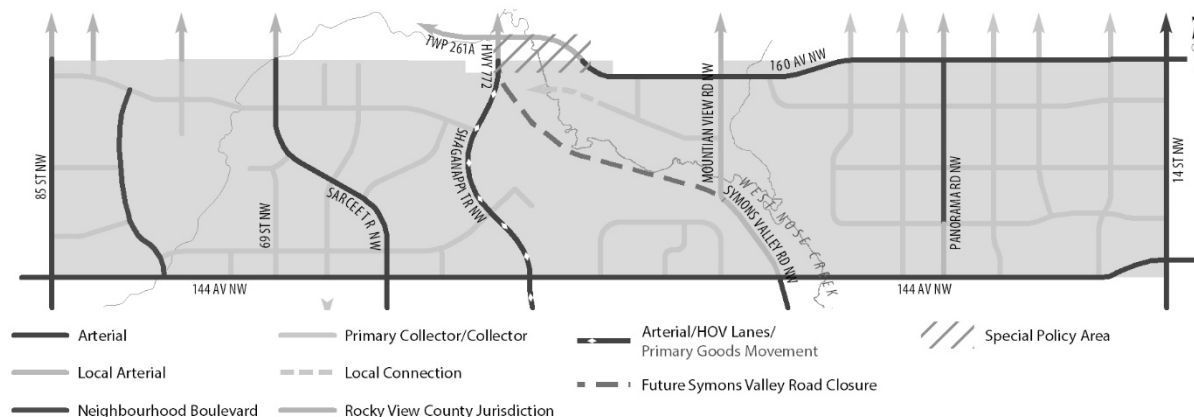 TWP 261A
HWY 772
160 AV NW
MOUNTIAN VIEW RD NW
85 ST NW
69 ST NW
SARCEE TR NW
SHAGANAPPI TR NW
SYMONS VALLEY RD NW
WEST NOSE CREEK
PANORAMA RD NW
14 ST NW
144 AV NW
144 AV NW
Arterial
Primary Collector/Collector
Arterial/HOV Lanes/
Primary Goods Movement
Special Policy Area
Local Arterial
Local Connection
Future Symons Valley Road Closure
Neighbourhood Boulevard
Rocky View County Jurisdiction